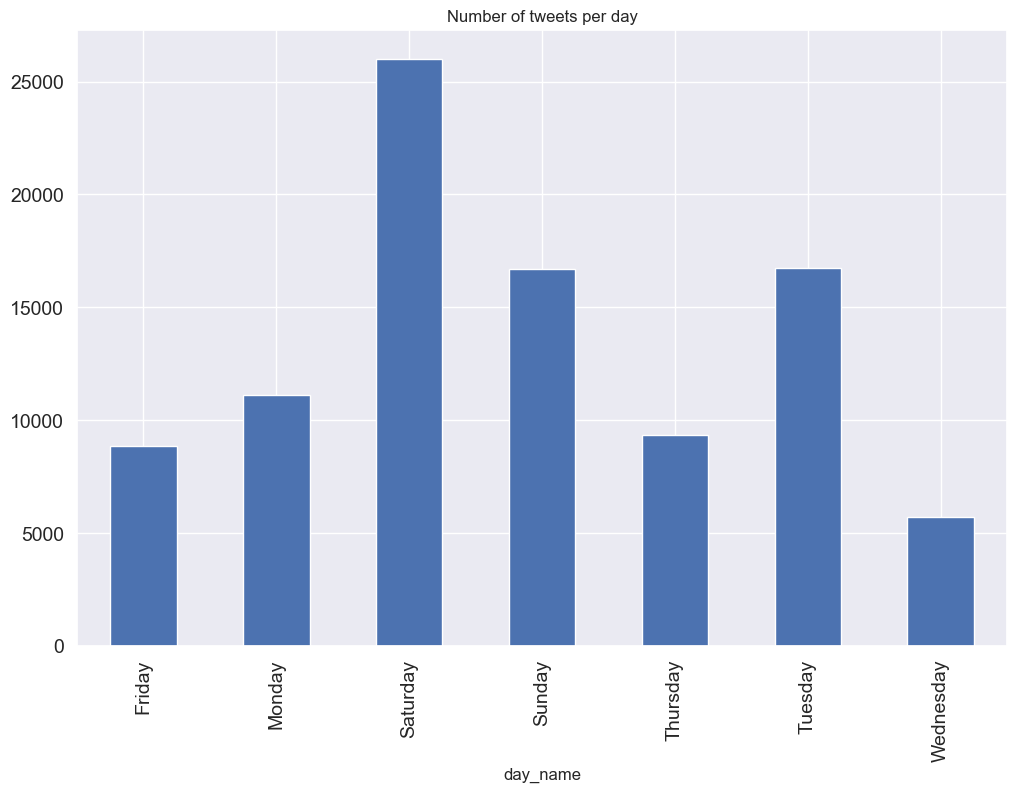 Number of tweets per day
25000
20000
15000
10000
5000
0
Friday
Monday
Saturday
Sunday
Thursday
Tuesday
Wednesday
day_name